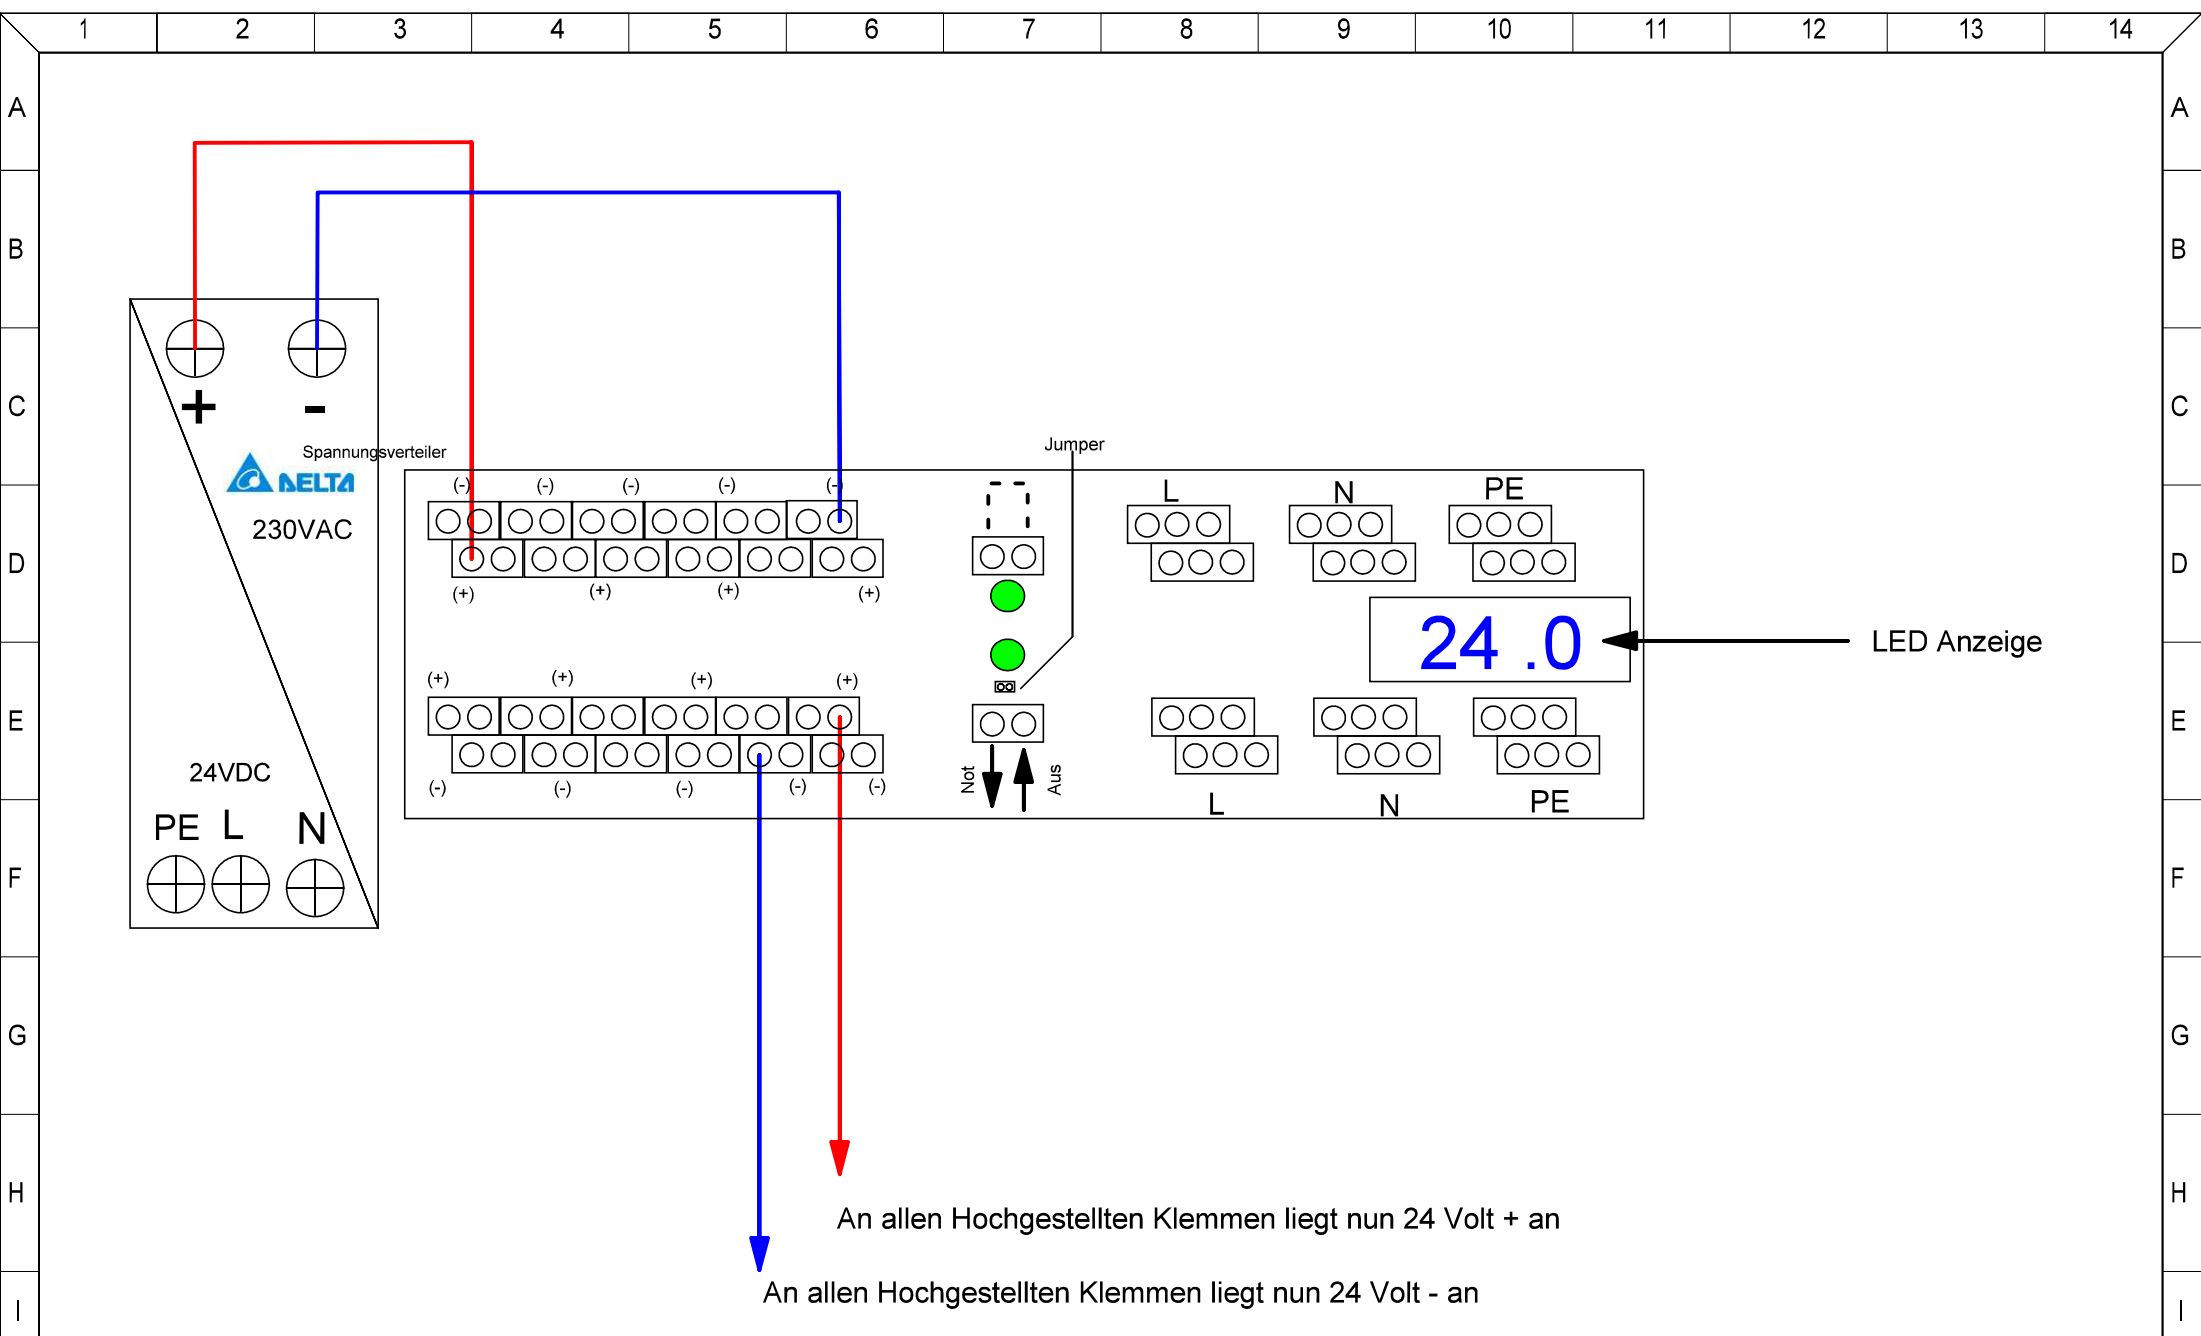 1 2 3 4 5 6 7 8 9 10 11 12 13 14
A A
B B
C C
+ -
Spannungsverteiler
Jumper
DELTA
(-) (-) (-) (-) (-)
L N PE
230VAC
D D
(+) (+) (+) (+)
24 .0
LED Anzeige
(+) (+) (+) (+)
E E
24VDC
(-) (-) (-) (-) (-)
Not Aus
L N PE
PE L N
F F
G G
H H
An allen Hochgestellten Klemmen liegt nun 24 Volt + an
An allen Hochgestellten Klemmen liegt nun 24 Volt - an
I I